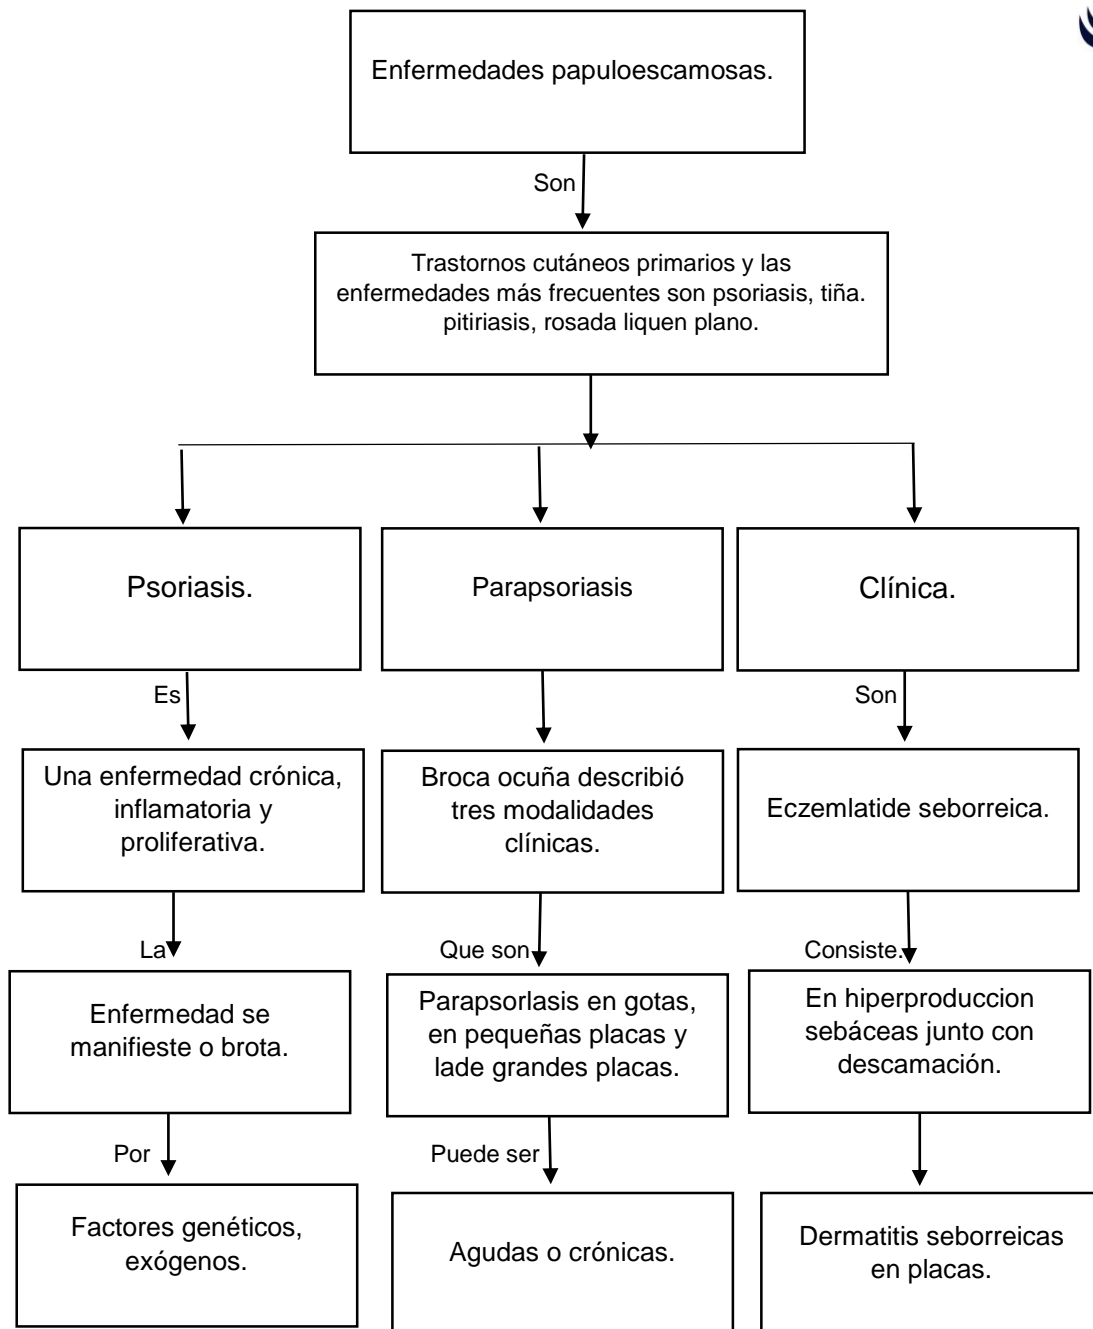 Enfermedades papuloescamosas.
Son
Trastornos cutáneos primarios y las
enfermedades más frecuentes son psoriasis, tiña.
pitiriasis, rosada liquen plano.
Psoriasis.
Parapsoriasis
Clínica.
Es
Son
Una enfermedad crónica,
inflamatoria y
proliferativa.
Broca ocuña describió
tres modalidades
clínicas.
Eczemlatide seborreica.
La
Que son
Consiste.
Enfermedad se
manifieste o brota.
Parapsorlasis en gotas,
en pequeñas placas y
lade grandes placas.
En hiperproduccion
sebáceas junto con
descamación.
Por
Puede ser
Factores genéticos,
exógenos.
Agudas o crónicas.
Dermatitis seborreicas
en placas.